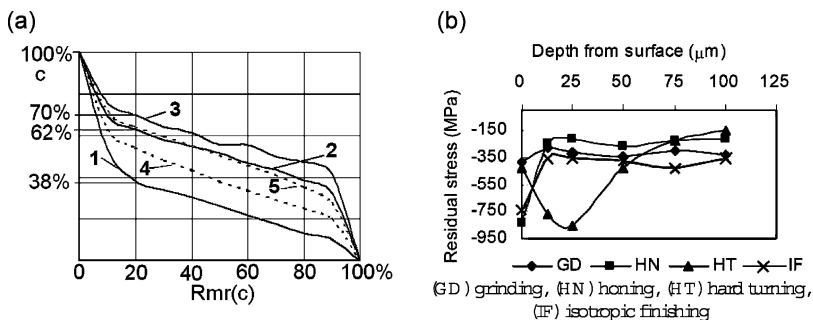 (a)
100%
c
70%
62%
38%
1
2
3
4
5
0 20 40 60 80 100%
Rmr(c)
(b)
Depth from surface (μm)
0 25 50 75 100 125
Residual stress (MPa)
-150
-350
-550
-750
-950
GD HN HT IF
(GD) grinding, (HN) honing, (HT) hard turning,
(IF) isotropic finishing